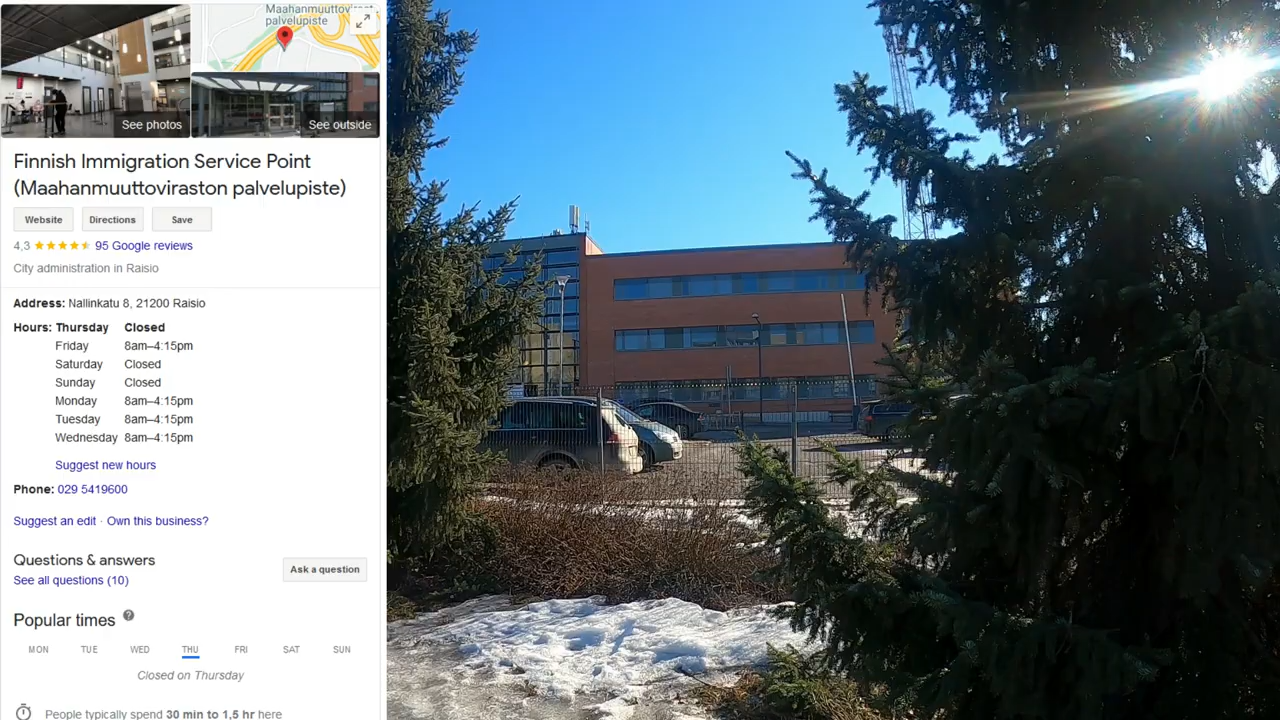 Maahanmuuttoviraston
palvelupiste
See photos
See outside
Finnish Immigration Service Point
(Maahanmuuttoviraston palvelupiste)
Website
Directions
Save
4,3 95 Google reviews
City administration in Raisio
Address: Nallinkatu 8, 21200 Raisio
Hours: Thursday Closed
Friday 8am–4:15pm
Saturday Closed
Sunday Closed
Monday 8am–4:15pm
Tuesday 8am–4:15pm
Wednesday 8am–4:15pm
Suggest new hours
Phone: 029 5419600
Suggest an edit · Own this business?
Questions & answers
See all questions (10)
Ask a question
Popular times ?
MON TUE WED THU FRI SAT SUN
Closed on Thursday
People typically spend 30 min to 1,5 hr here